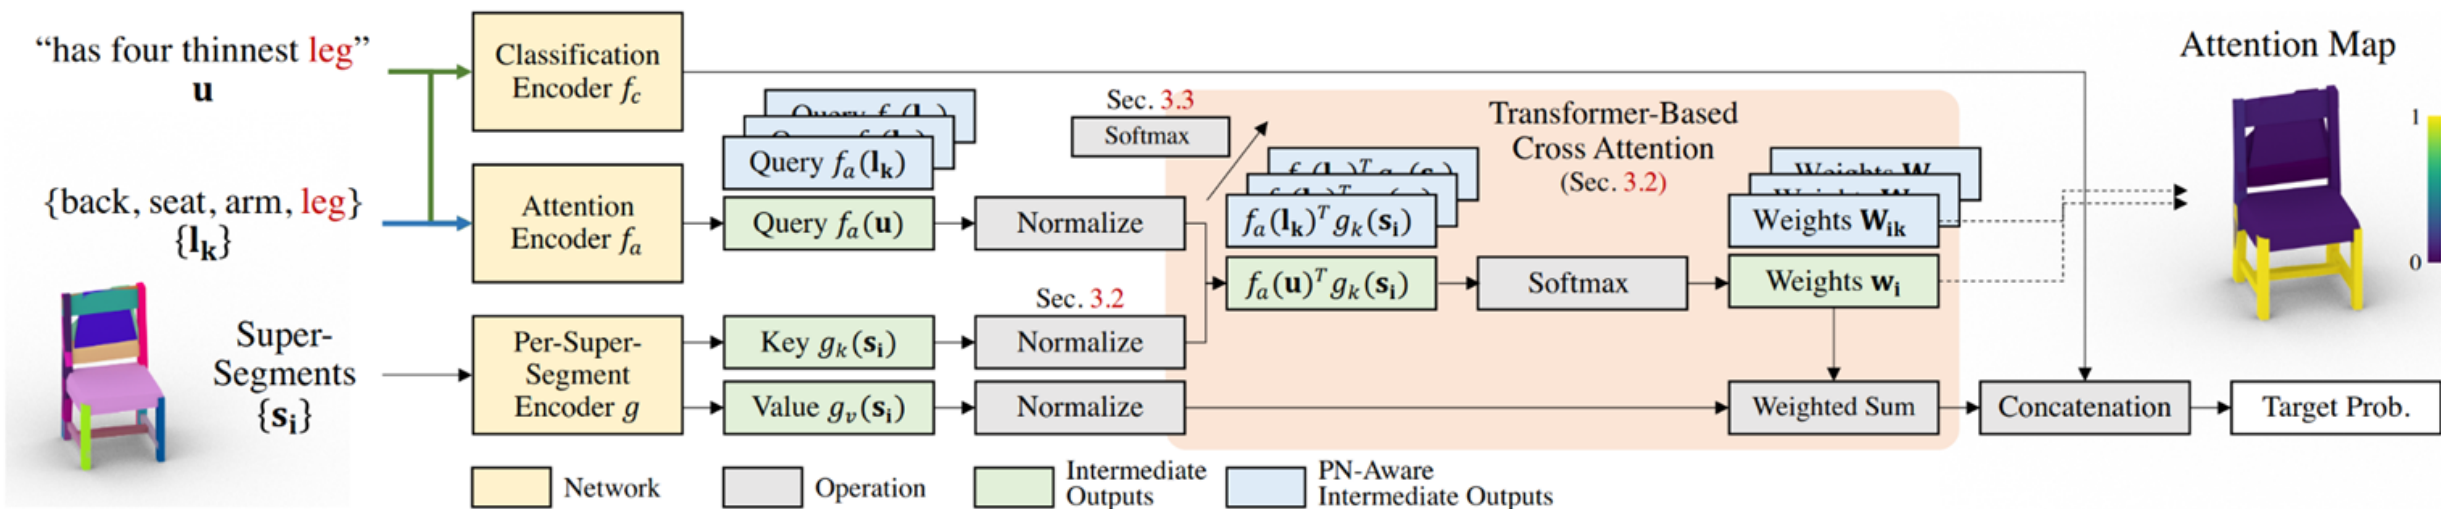 “has four thinnest leg”
u
{back, seat, arm, leg}
{l_k}
Super-
Segments
{s_i}
Classification
Encoder f_c
Attention
Encoder f_a
Per-Super-
Segment
Encoder g
Query f_a(l_k)
Query f_a(u)
Key g_k(s_i)
Value g_v(s_i)
Normalize
Sec. 3.2
Normalize
Normalize
Sec. 3.3
Softmax
Transformer-Based
Cross Attention
(Sec. 3.2)
f_a(l_k)^T g_k(s_i)
f_a(u)^T g_k(s_i)
Softmax
Weights W_ik
Weights w_i
Weighted Sum
Concatenation
Target Prob.
Attention Map
1
0
Network
Operation
Intermediate
Outputs
PN-Aware
Intermediate Outputs